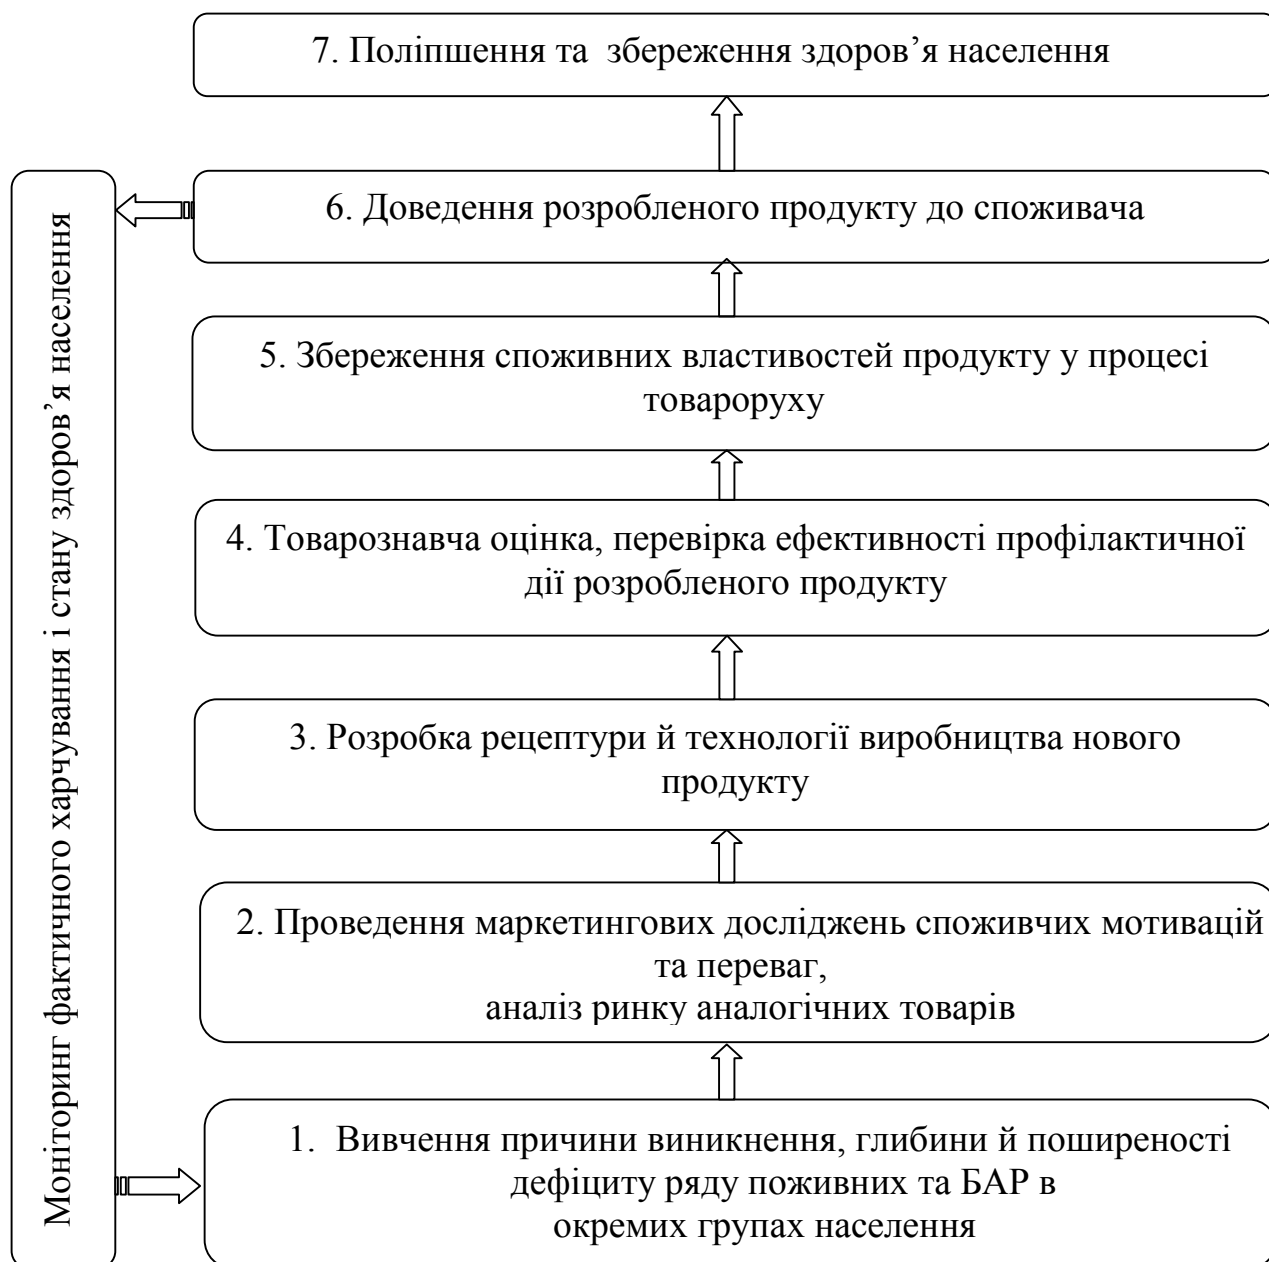 7. Поліпшення та  збереження здоров’я населення
6. Доведення розробленого продукту до споживача
5. Збереження споживних властивостей продукту у процесі
товароруху
4. Товарознавча оцінка, перевірка ефективності профілактичної
дії розробленого продукту
3. Розробка рецептури й технології виробництва нового
продукту
2. Проведення маркетингових досліджень споживчих мотивацій
та переваг,
аналіз ринку аналогічних товарів
1.  Вивчення причини виникнення, глибини й поширеності
дефіциту ряду поживних та БАР в
окремих групах населення
Моніторинг фактичного харчування і стану здоров’я населення